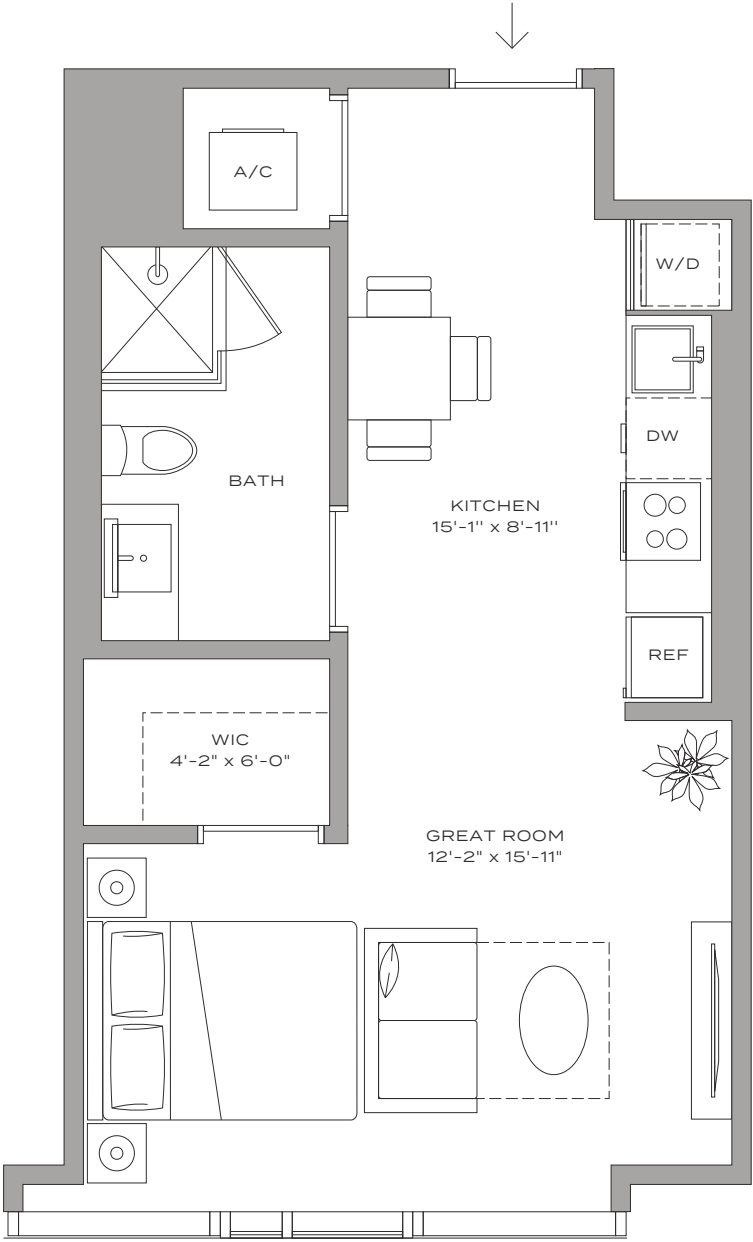 A/C
W/D
DW
BATH
KITCHEN
15'-1'' x 8'-11''
REF
WIC
4'-2" x 6'-0"
GREAT ROOM
12'-2" x 15'-11"